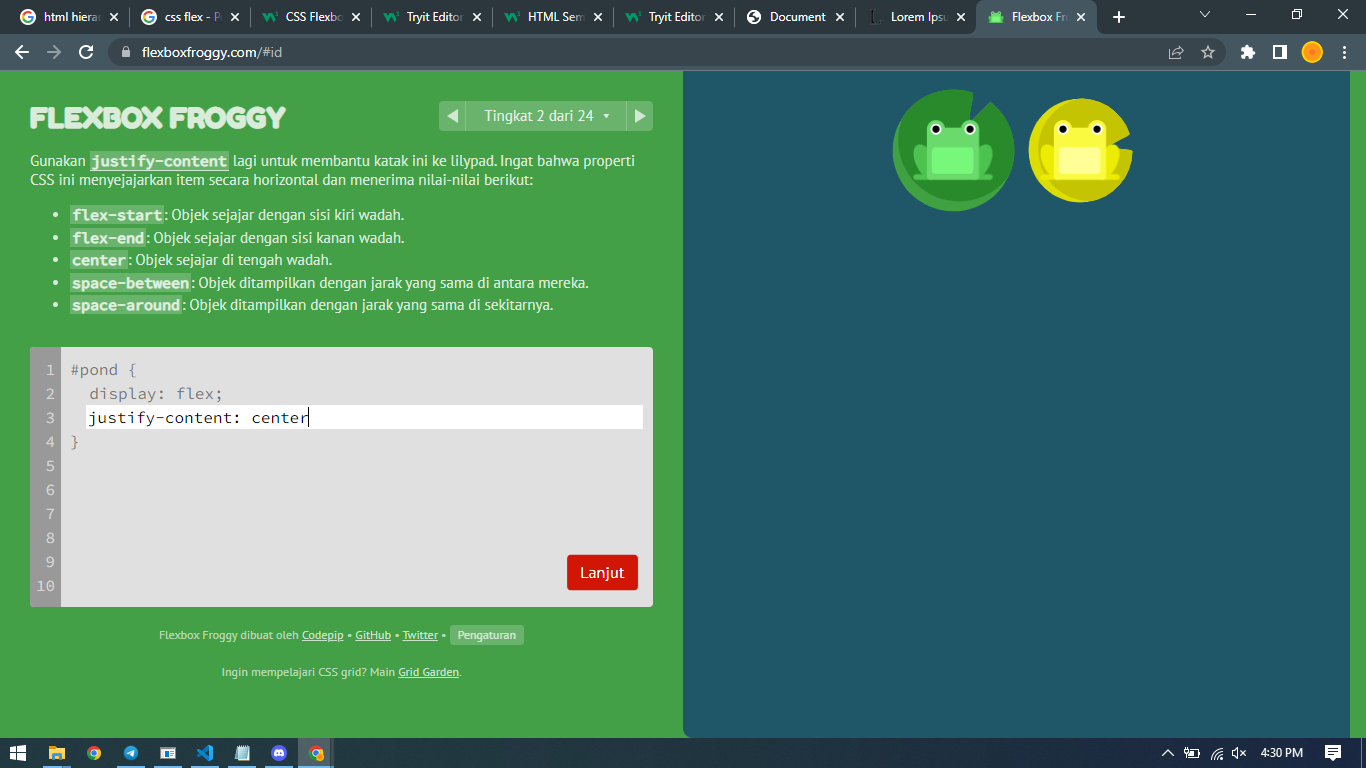 html hierar
css flex - P
CSS Flexbo
Tryit Editor
HTML Sem
Tryit Editor
Document
Lorem Ipsu
Flexbox Fro
flexboxfroggy.com/#id
FLEXBOX FROGGY
Tingkat 2 dari 24
Gunakan justify-content lagi untuk membantu katak ini ke lilypad. Ingat bahwa properti
CSS ini menyejajarkan item secara horizontal dan menerima nilai-nilai berikut:
• flex-start: Objek sejajar dengan sisi kiri wadah.
• flex-end: Objek sejajar dengan sisi kanan wadah.
• center: Objek sejajar di tengah wadah.
• space-between: Objek ditampilkan dengan jarak yang sama di antara mereka.
• space-around: Objek ditampilkan dengan jarak yang sama di sekitarnya.
1 #pond {
2 display: flex;
3 justify-content: center
4 }
5
6
7
8
9
10
Lanjut
Flexbox Froggy dibuat oleh Codepip • GitHub • Twitter • Pengaturan
Ingin mempelajari CSS grid? Main Grid Garden.
4:30 PM